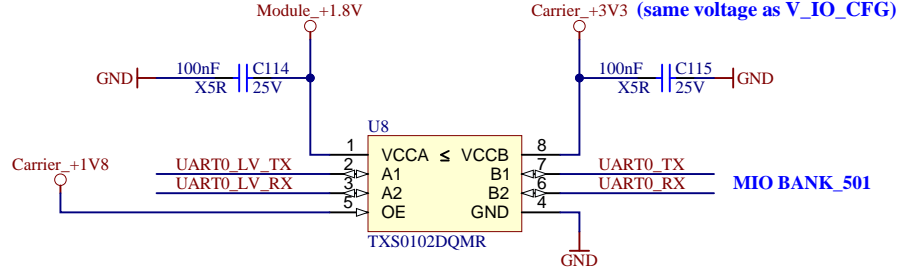 Module_+1.8V
Carrier_+3V3 (same voltage as V_IO_CFG)
100nF C114
GND
X5R 25V
100nF C115
GND
X5R 25V
U8
1 VCCA ≤ VCCB 8
Carrier_+1V8
UART0_LV_TX 2 A1 B1 7 UART0_TX
UART0_LV_RX 3 A2 B2 6 UART0_RX
MIO BANK_501
5 OE GND 4
TXS0102DQMR
GND